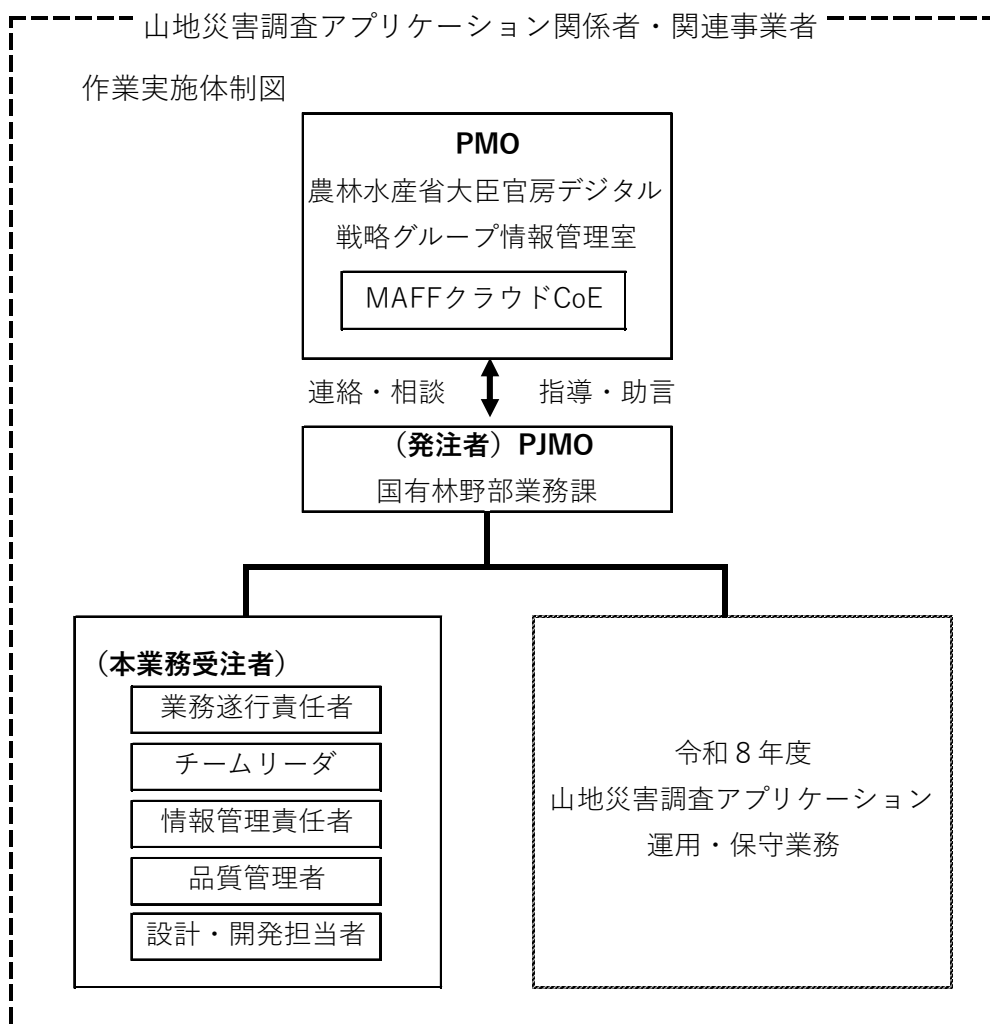 山地災害調査アプリケーション関係者・関連事業者
作業実施体制図
PMO
農林水産省大臣官房デジタル
戦略グループ情報管理室
MAFFクラウドCoE
連絡・相談 指導・助言
（発注者）PJMO
国有林野部業務課
（本業務受注者）
業務遂行責任者
チームリーダ
情報管理責任者
品質管理者
設計・開発担当者
令和８年度
山地災害調査アプリケーション
運用・保守業務